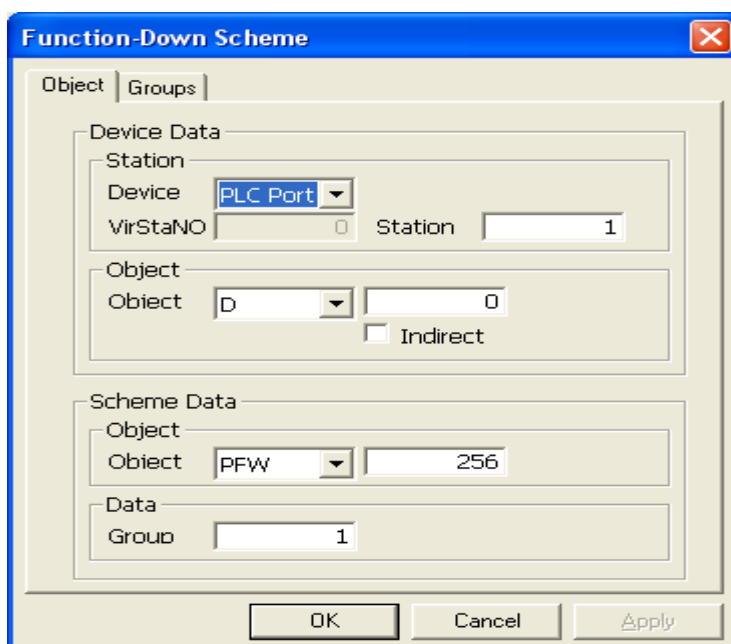 Function-Down Scheme
Object Groups
Device Data
Station
Device PLC Port
VirStaNO 0 Station 1
Object
Object D 0
Indirect
Scheme Data
Object
Object PFW 256
Data
Group 1
OK Cancel Apply